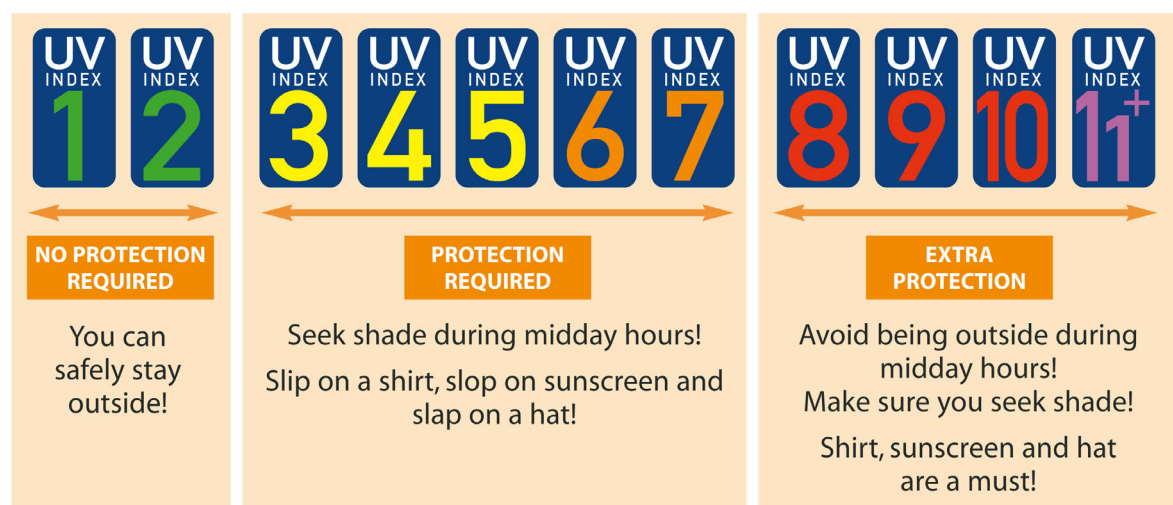 UV
INDEX
1
UV
INDEX
2
UV
INDEX
3
UV
INDEX
4
UV
INDEX
5
UV
INDEX
6
UV
INDEX
7
UV
INDEX
8
UV
INDEX
9
UV
INDEX
10
UV
INDEX
11+
NO PROTECTION
REQUIRED
You can
safely stay
outside!
PROTECTION
REQUIRED
Seek shade during midday hours!
Slip on a shirt, slop on sunscreen and
slap on a hat!
EXTRA
PROTECTION
Avoid being outside during
midday hours!
Make sure you seek shade!
Shirt, sunscreen and hat
are a must!